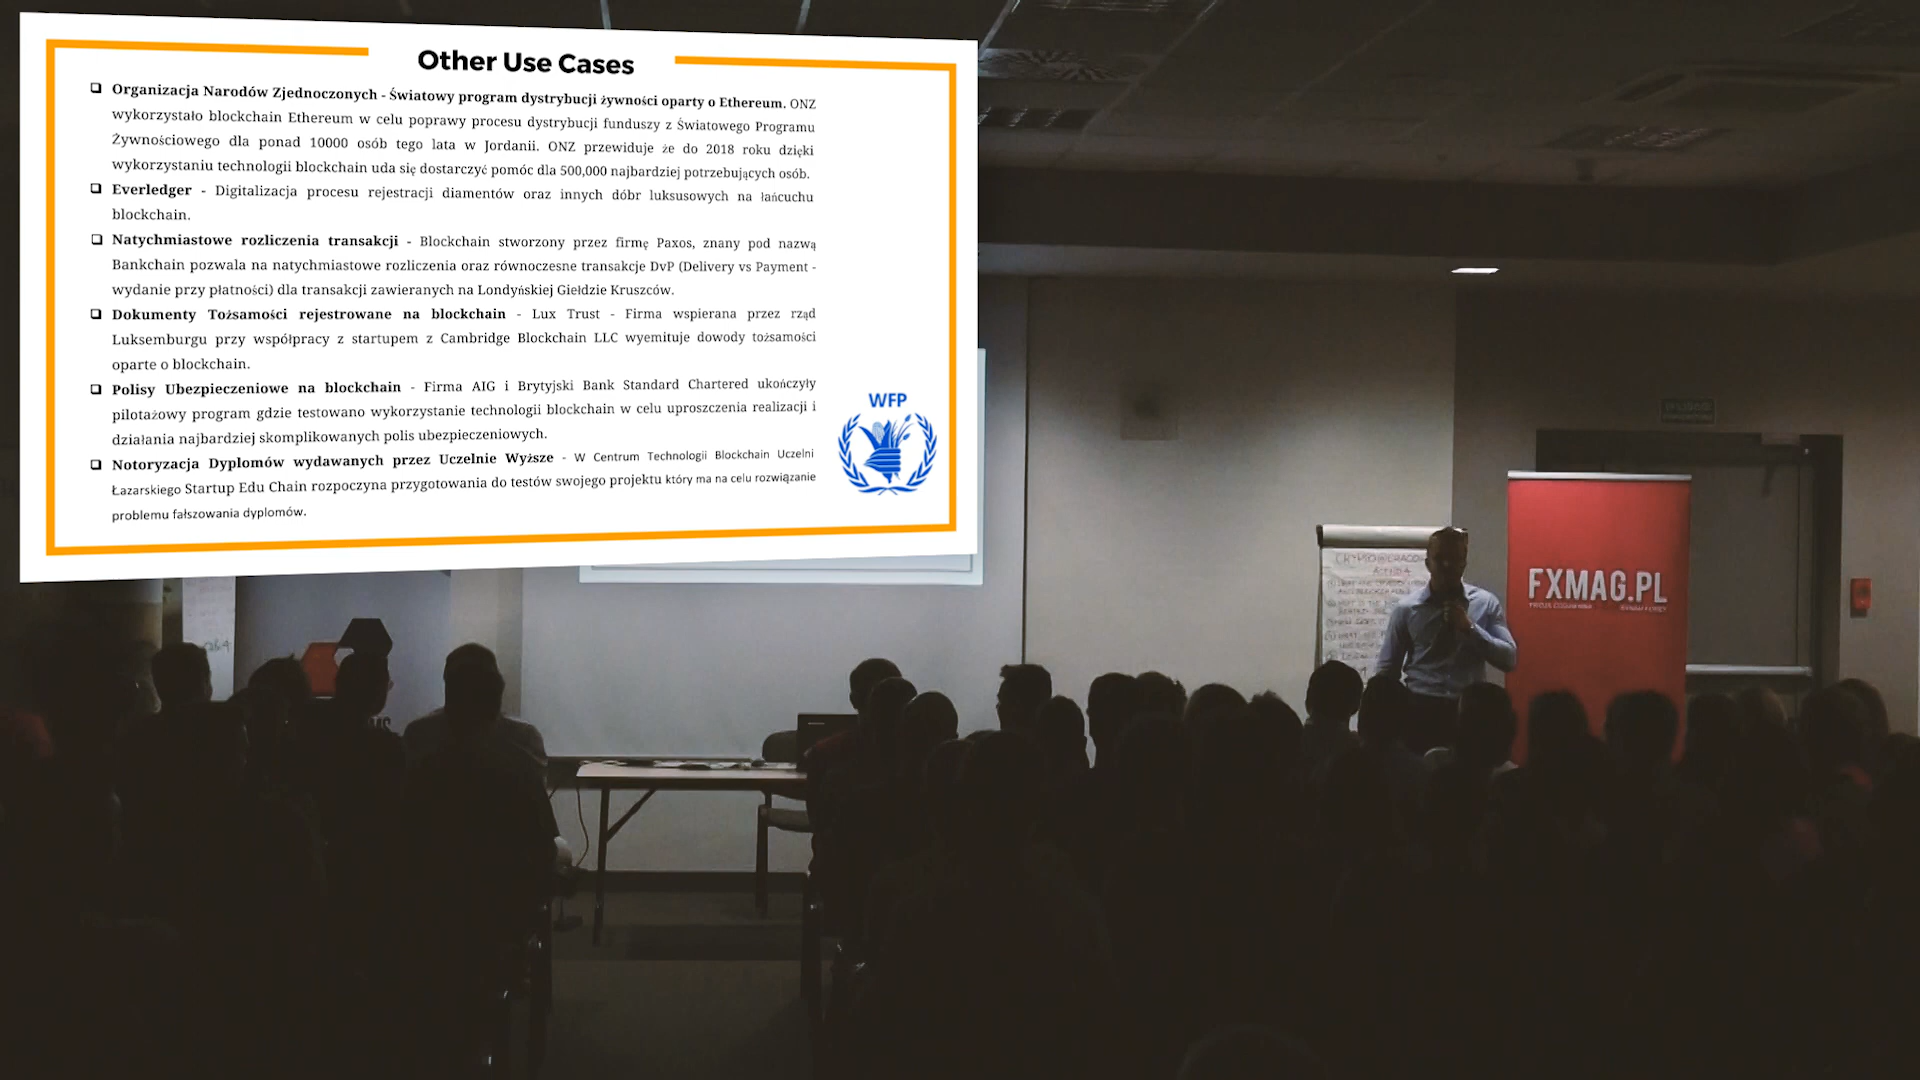 Other Use Cases
❑ Organizacja Narodów Zjednoczonych - Światowy program dystrybucji żywności oparty o Ethereum. ONZ
wykorzystało blockchain Ethereum w celu poprawy procesu dystrybucji funduszy z Światowego Programu
Żywnościowego dla ponad 10000 osób tego lata w Jordanii. ONZ przewiduje że do 2018 roku dzięki
wykorzystaniu technologii blockchain uda się dostarczyć pomóc dla 500,000 najbardziej potrzebujących osób.
❑ Everledger - Digitalizacja procesu rejestracji diamentów oraz innych dóbr luksusowych na łańcuchu
blockchain.
❑ Natychmiastowe rozliczenia transakcji - Blockchain stworzony przez firmę Paxos, znany pod nazwą
Bankchain pozwala na natychmiastowe rozliczenia oraz równoczesne transakcje DvP (Delivery vs Payment -
wydanie przy płatności) dla transakcji zawieranych na Londyńskiej Giełdzie Kruszców.
❑ Dokumenty Tożsamości rejestrowane na blockchain - Lux Trust - Firma wspierana przez rząd
Luksemburgu przy współpracy z startupem z Cambridge Blockchain LLC wyemituje dowody tożsamości
oparte o blockchain.
❑ Polisy Ubezpieczeniowe na blockchain - Firma AIG i Brytyjski Bank Standard Chartered ukończyły
pilotażowy program gdzie testowano wykorzystanie technologii blockchain w celu uproszczenia realizacji i
działania najbardziej skomplikowanych polis ubezpieczeniowych.
❑ Notoryzacja Dyplomów wydawanych przez Uczelnie Wyższe - W Centrum Technologii Blockchain Uczelni
Łazarskiego Startup Edu Chain rozpoczyna przygotowania do testów swojego projektu który ma na celu rozwiązanie
problemu fałszowania dyplomów.
WFP
FXMAG.PL
AGENDA